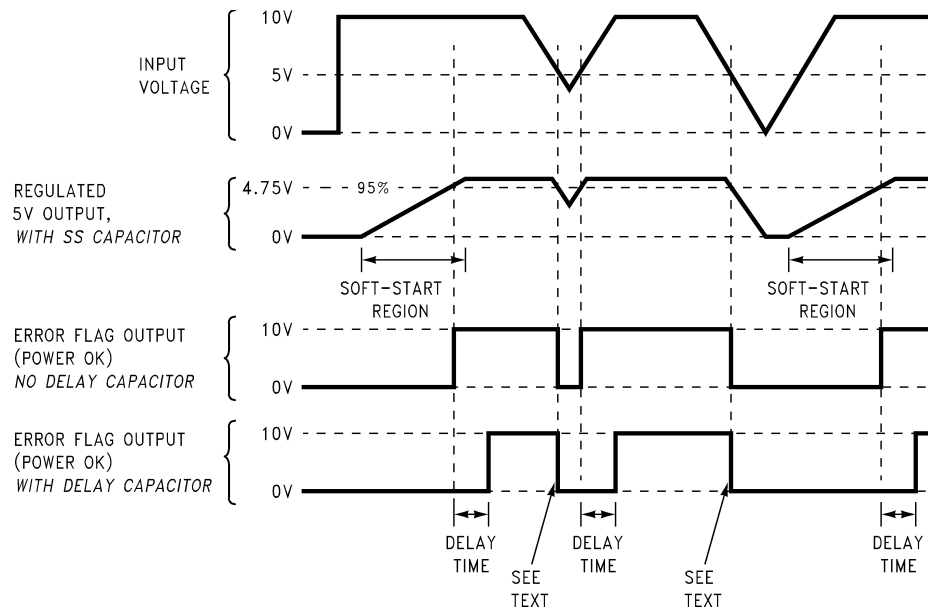 INPUT
VOLTAGE
10V
5V
0V
REGULATED
5V OUTPUT,
WITH SS CAPACITOR
4.75V
95%
0V
SOFT-START
REGION
SOFT-START
REGION
ERROR FLAG OUTPUT
(POWER OK)
NO DELAY CAPACITOR
10V
0V
ERROR FLAG OUTPUT
(POWER OK)
WITH DELAY CAPACITOR
10V
0V
DELAY
TIME
SEE
TEXT
DELAY
TIME
SEE
TEXT
DELAY
TIME